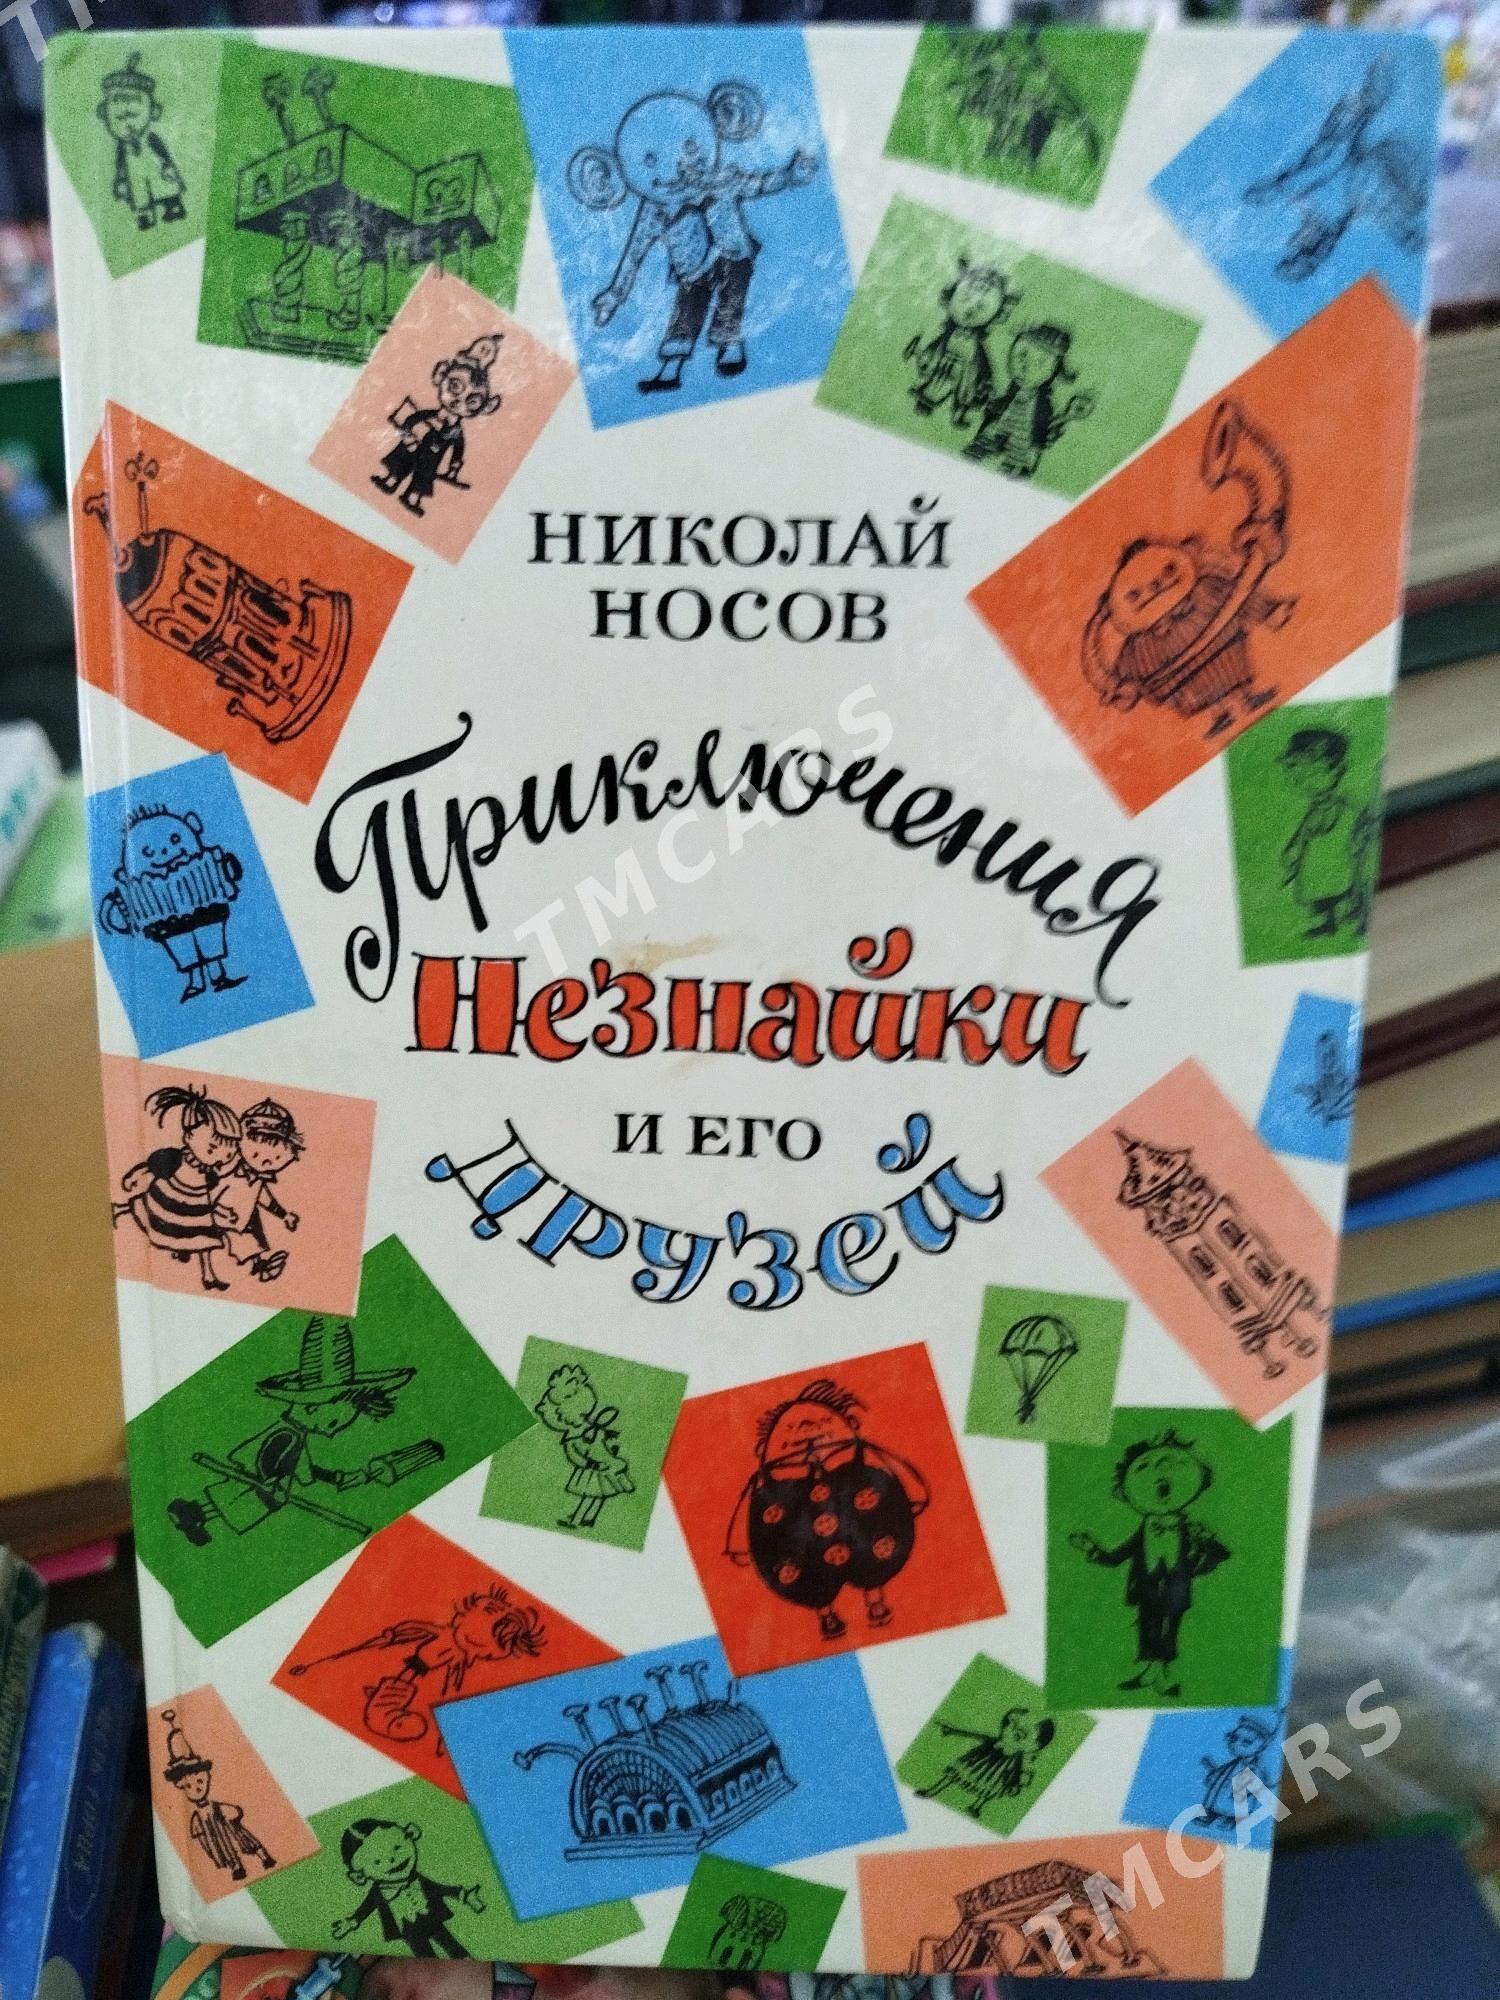 НИКОЛАЙ
НОСОВ
Приключения
Незнайки
И ЕГО
Друзей
TMCARS
TMCARS